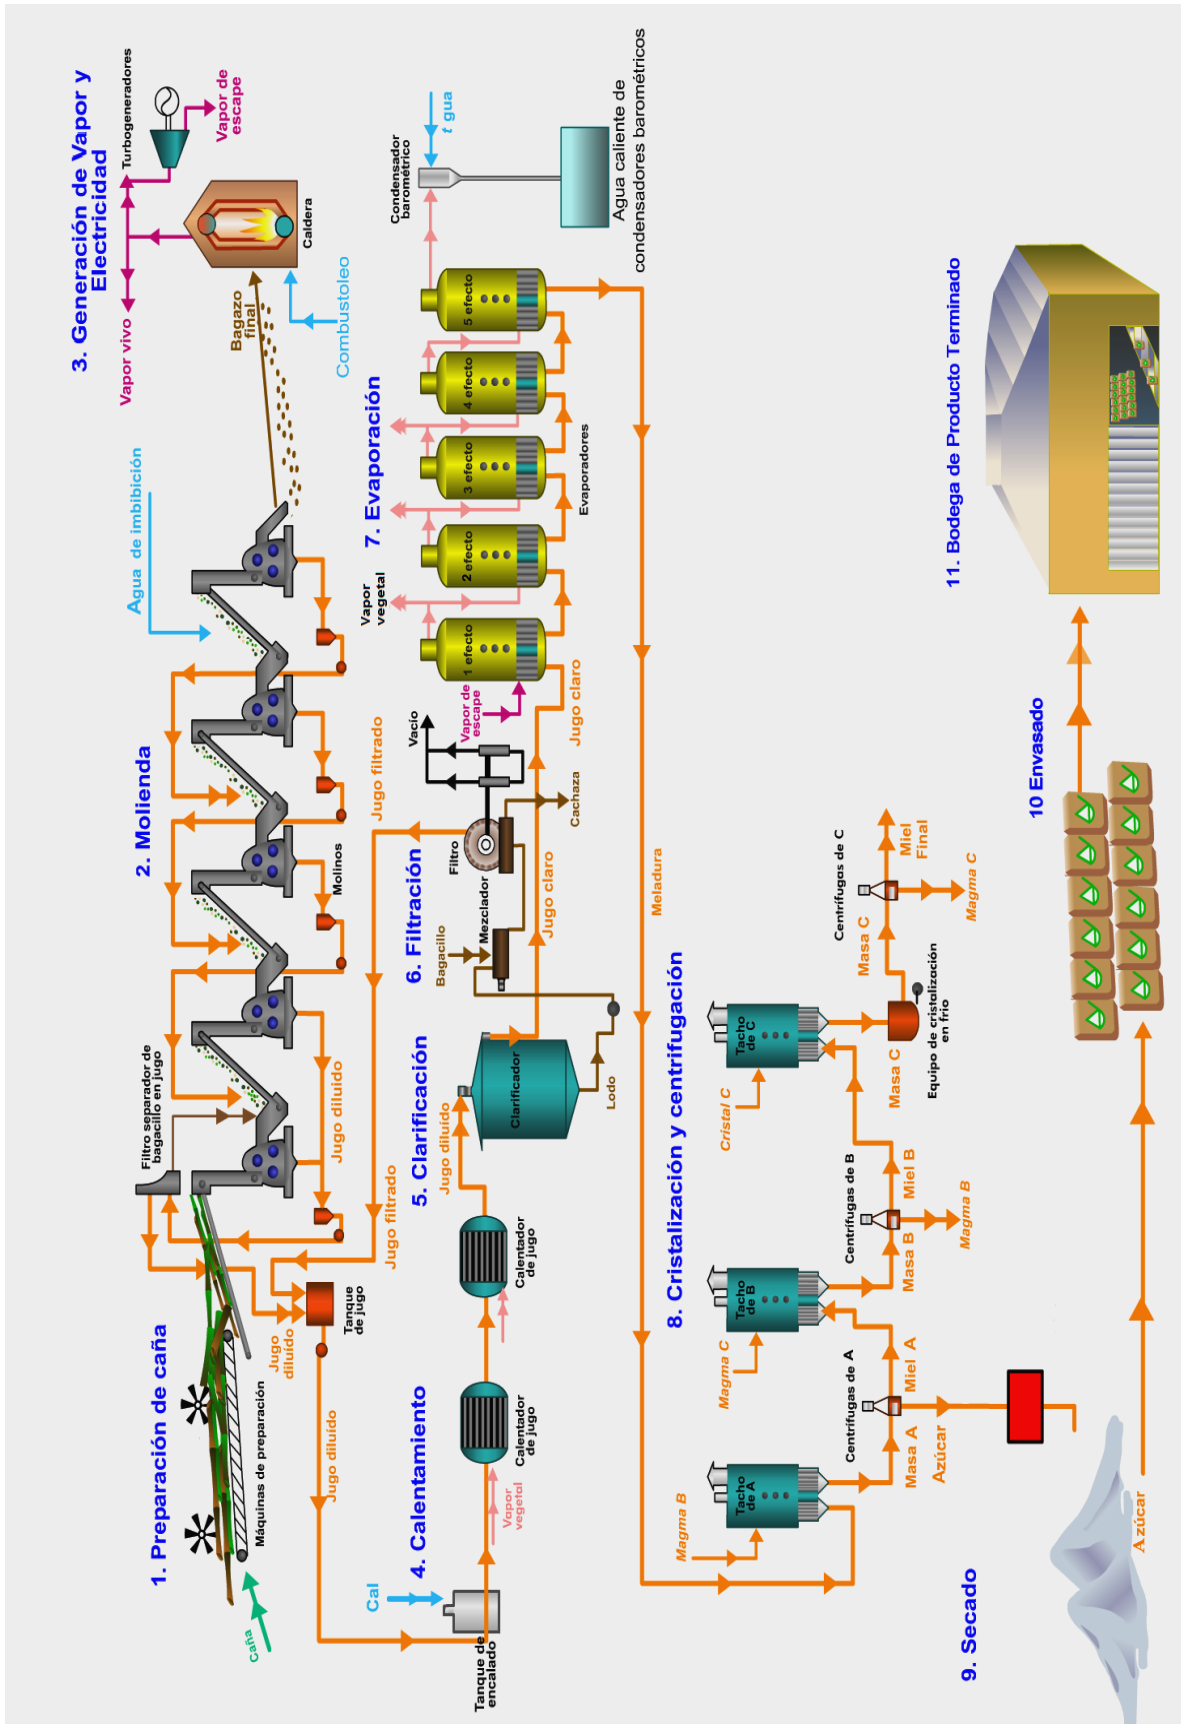 1. Preparación de caña
Caña
Máquinas de preparación
Filtro separador de
bagacillo en jugo
Jugo
diluído
Tanque
de jugo
Jugo diluído
2. Molienda
Agua de imbibición
Molinos
Jugo diluído
Jugo filtrado
Jugo filtrado
3. Generación de Vapor y
Electricidad
Vapor vivo
Turbogeneradores
Vapor de
escape
Bagazo
final
Caldera
Combustoleo
4. Calentamiento
Cal
Tanque de
encalado
Vapor
vegetal
Calentador
de jugo
Calentador
de jugo
5. Clarificación
Jugo diluído
Clarificador
Lodo
Jugo claro
6. Filtración
Bagacillo
Mezclador
Filtro
Vacío
Cachaza
7. Evaporación
Vapor
vegetal
Vapor de
escape
Jugo claro
1 efecto
2 efecto
3 efecto
4 efecto
5 efecto
Evaporadores
Condensador
barométrico
t gua
Agua caliente de
condensadores barométricos
Meladura
8. Cristalización y centrifugación
Magma B
Tacho
de A
Masa A
Centrífugas de A
Miel A
Azúcar
Magma C
Tacho
de B
Masa B
Centrífugas de B
Miel B
Magma B
Cristal C
Tacho
de C
Masa C
Equipo de cristalización
en frio
Masa C
Centrífugas de C
Miel
Final
Magma C
9. Secado
Azúcar
10 Envasado
11. Bodega de Producto Terminado